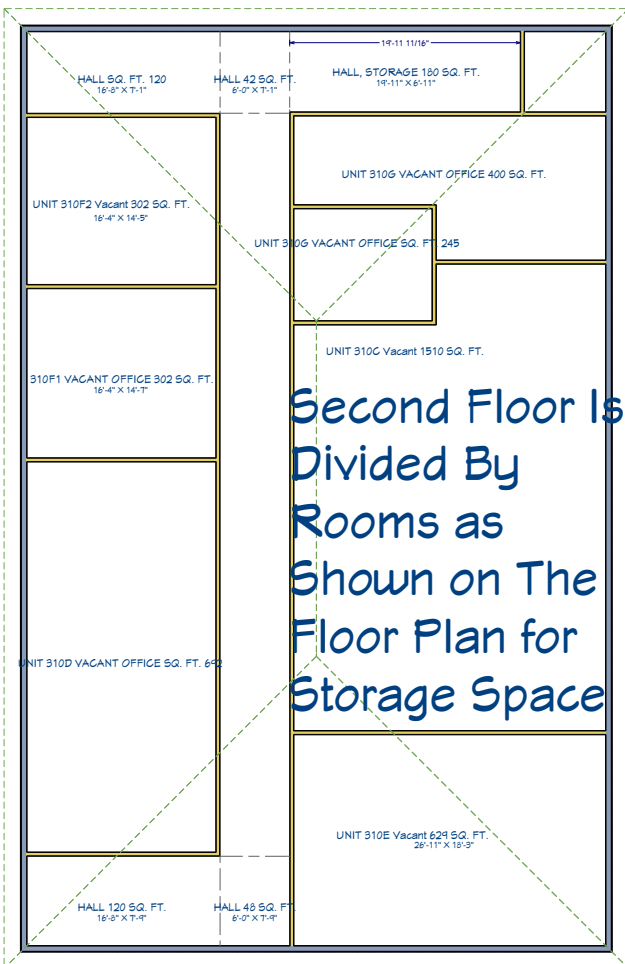 19'-11 11/16"
HALL SQ. FT. 120
16'-8" X 7'-1"
HALL 42 SQ. FT.
6'-0" X 7'-1"
HALL, STORAGE 180 SQ. FT.
19'-11" X 6'-11"
UNIT 310G VACANT OFFICE 400 SQ. FT.
UNIT 310F2 Vacant 302 SQ. FT.
16'-4" X 14'-5"
UNIT 310G VACANT OFFICE SQ. FT. 245
UNIT 310C Vacant 1510 SQ. FT.
310F1 VACANT OFFICE 302 SQ. FT.
16'-4" X 14'-7"
Second Floor Is
Divided By
Rooms as
Shown on The
Floor Plan for
Storage Space
UNIT 310D VACANT OFFICE SQ. FT. 692
UNIT 310E Vacant 629 SQ. FT.
26'-11" X 18'-3"
HALL 120 SQ. FT.
16'-8" X 7'-9"
HALL 48 SQ. FT.
6'-0" X 7'-9"